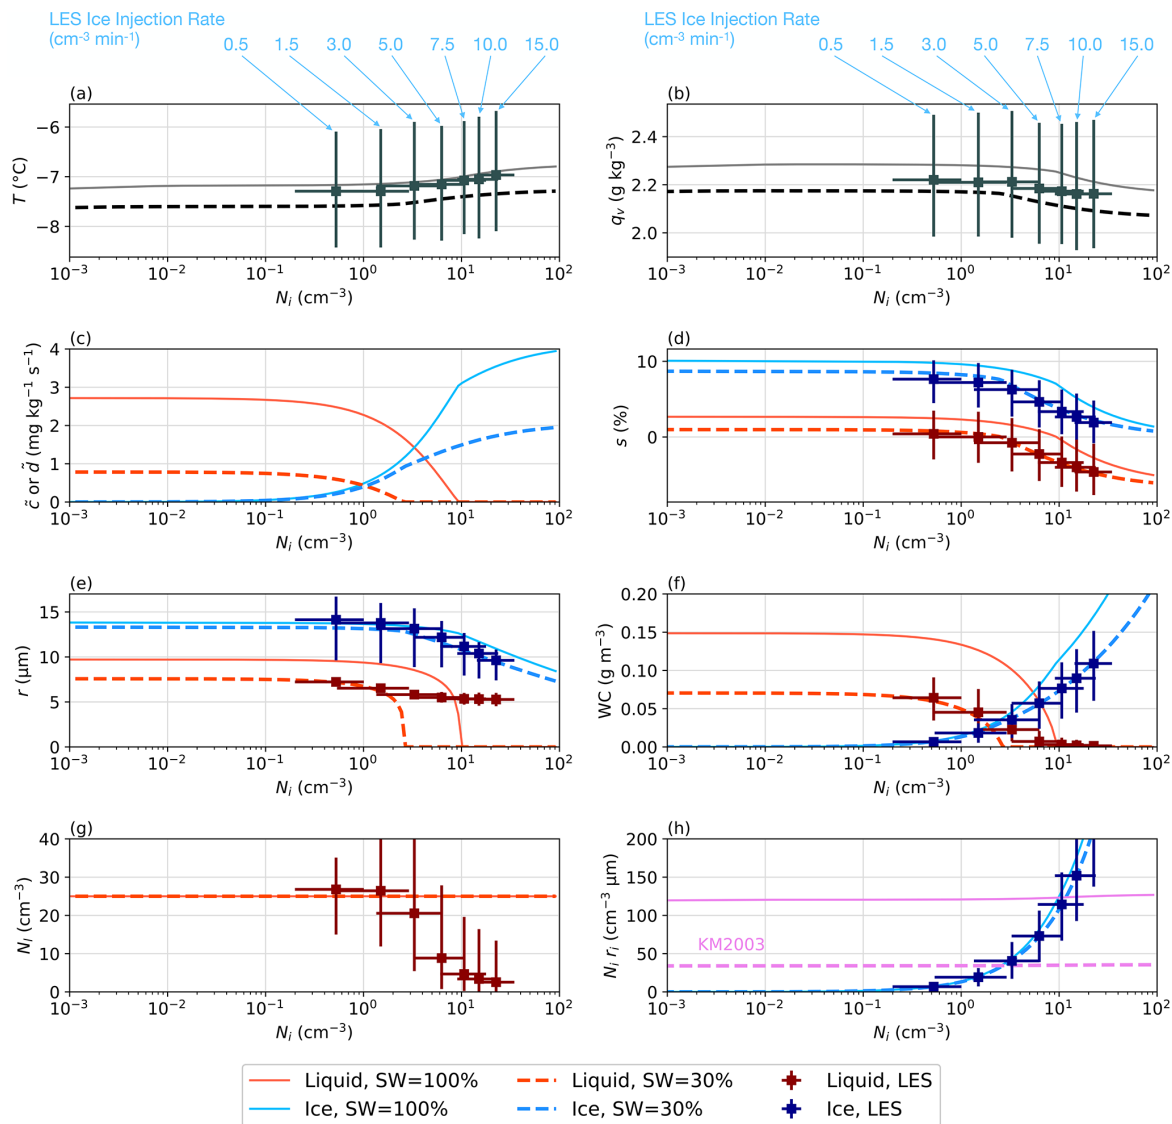 LES Ice Injection Rate
(cm⁻³ min⁻¹)
0.5 1.5 3.0 5.0 7.5 10.0 15.0
LES Ice Injection Rate
(cm⁻³ min⁻¹)
0.5 1.5 3.0 5.0 7.5 10.0 15.0
(a)
T (°C)
−6
−7
−8
10⁻³ 10⁻² 10⁻¹ 10⁰ 10¹ 10²
Nᵢ (cm⁻³)
(b)
qᵥ (g kg⁻³)
2.4
2.2
2.0
10⁻³ 10⁻² 10⁻¹ 10⁰ 10¹ 10²
Nᵢ (cm⁻³)
(c)
c̃ or d̃ (mg kg⁻¹ s⁻¹)
4
3
2
1
0
10⁻³ 10⁻² 10⁻¹ 10⁰ 10¹ 10²
Nᵢ (cm⁻³)
(d)
s (%)
10
0
10⁻³ 10⁻² 10⁻¹ 10⁰ 10¹ 10²
Nᵢ (cm⁻³)
(e)
r (μm)
15
10
5
0
10⁻³ 10⁻² 10⁻¹ 10⁰ 10¹ 10²
Nᵢ (cm⁻³)
(f)
WC (g m⁻³)
0.20
0.15
0.10
0.05
0.00
10⁻³ 10⁻² 10⁻¹ 10⁰ 10¹ 10²
Nᵢ (cm⁻³)
(g)
Nₗ (cm⁻³)
40
30
20
10
0
10⁻³ 10⁻² 10⁻¹ 10⁰ 10¹ 10²
Nᵢ (cm⁻³)
(h)
Nᵢ rᵢ (cm⁻³ μm)
200
150
100
50
0
KM2003
10⁻³ 10⁻² 10⁻¹ 10⁰ 10¹ 10²
Nᵢ (cm⁻³)
Liquid, SW=100% Liquid, SW=30% Liquid, LES
Ice, SW=100% Ice, SW=30% Ice, LES